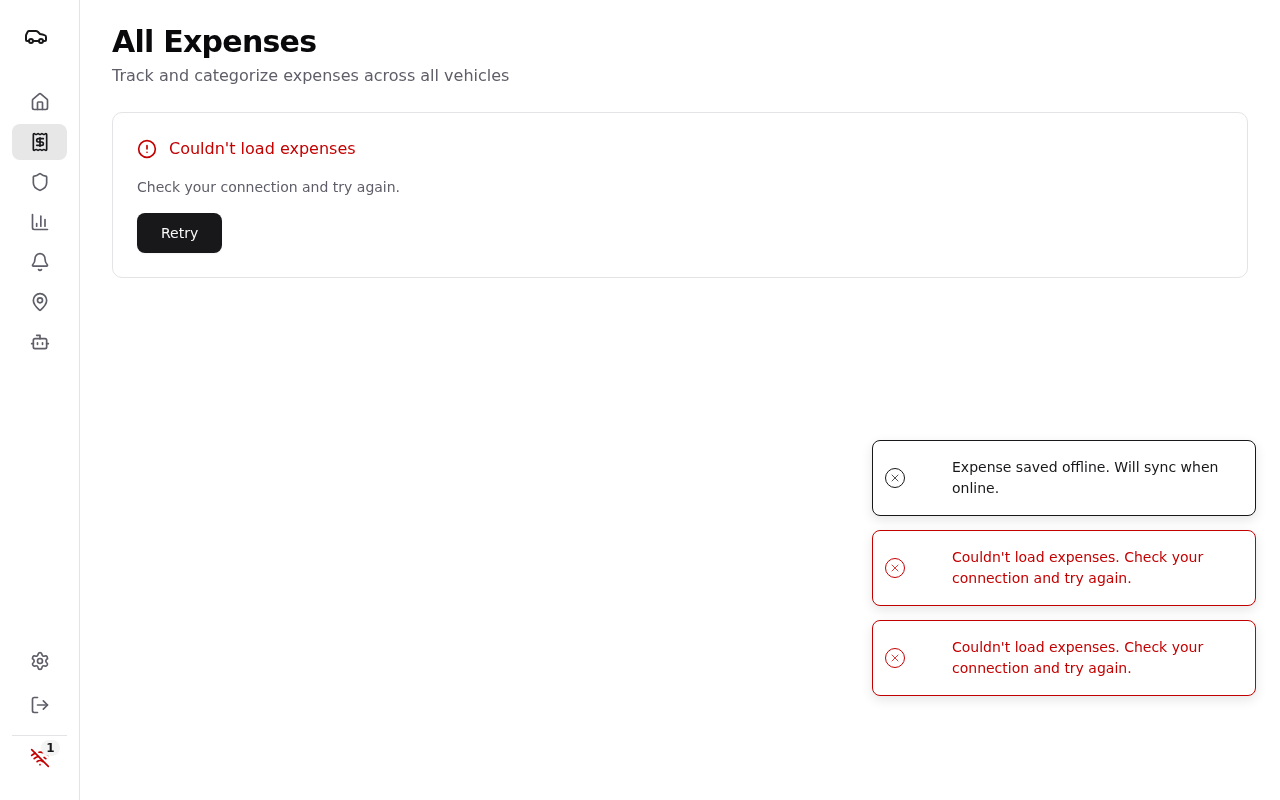 All Expenses
Track and categorize expenses across all vehicles
Couldn't load expenses
Check your connection and try again.
Retry
Expense saved offline. Will sync when
online.
Couldn't load expenses. Check your
connection and try again.
Couldn't load expenses. Check your
connection and try again.
1